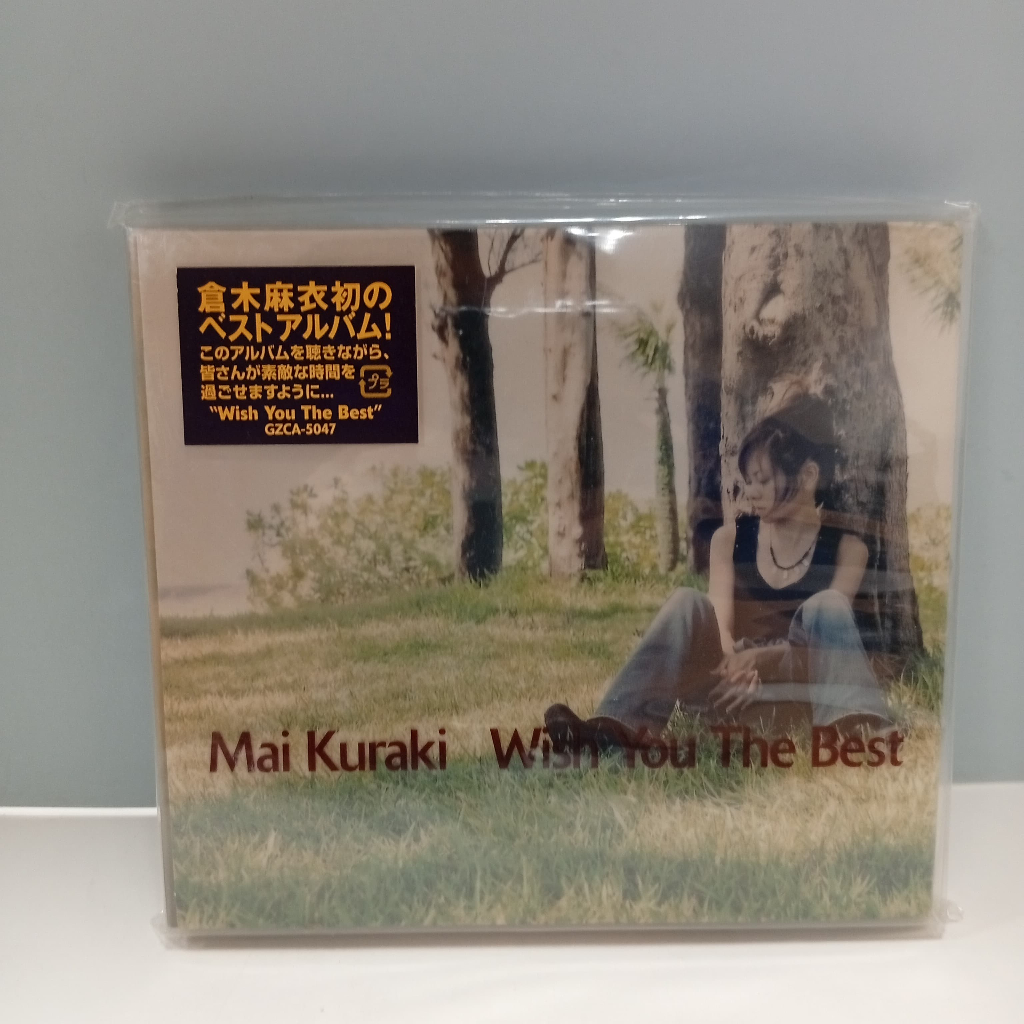 倉木麻衣初の
ベストアルバム!
このアルバムを聴きながら、
皆さんが素敵な時間を
プラ
過ごせますように...
"Wish You The Best"
GZCA-5047
Mai Kuraki Wish You The Best